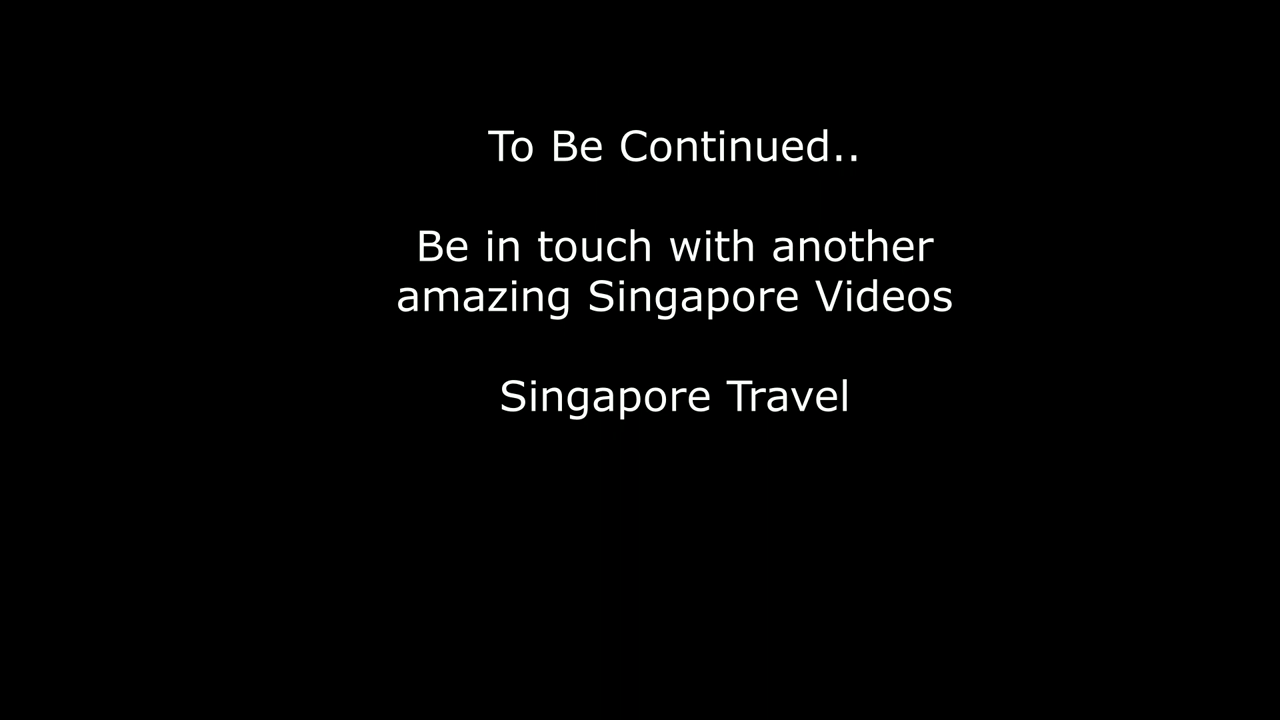 To Be Continued..
Be in touch with another
amazing Singapore Videos
Singapore Travel